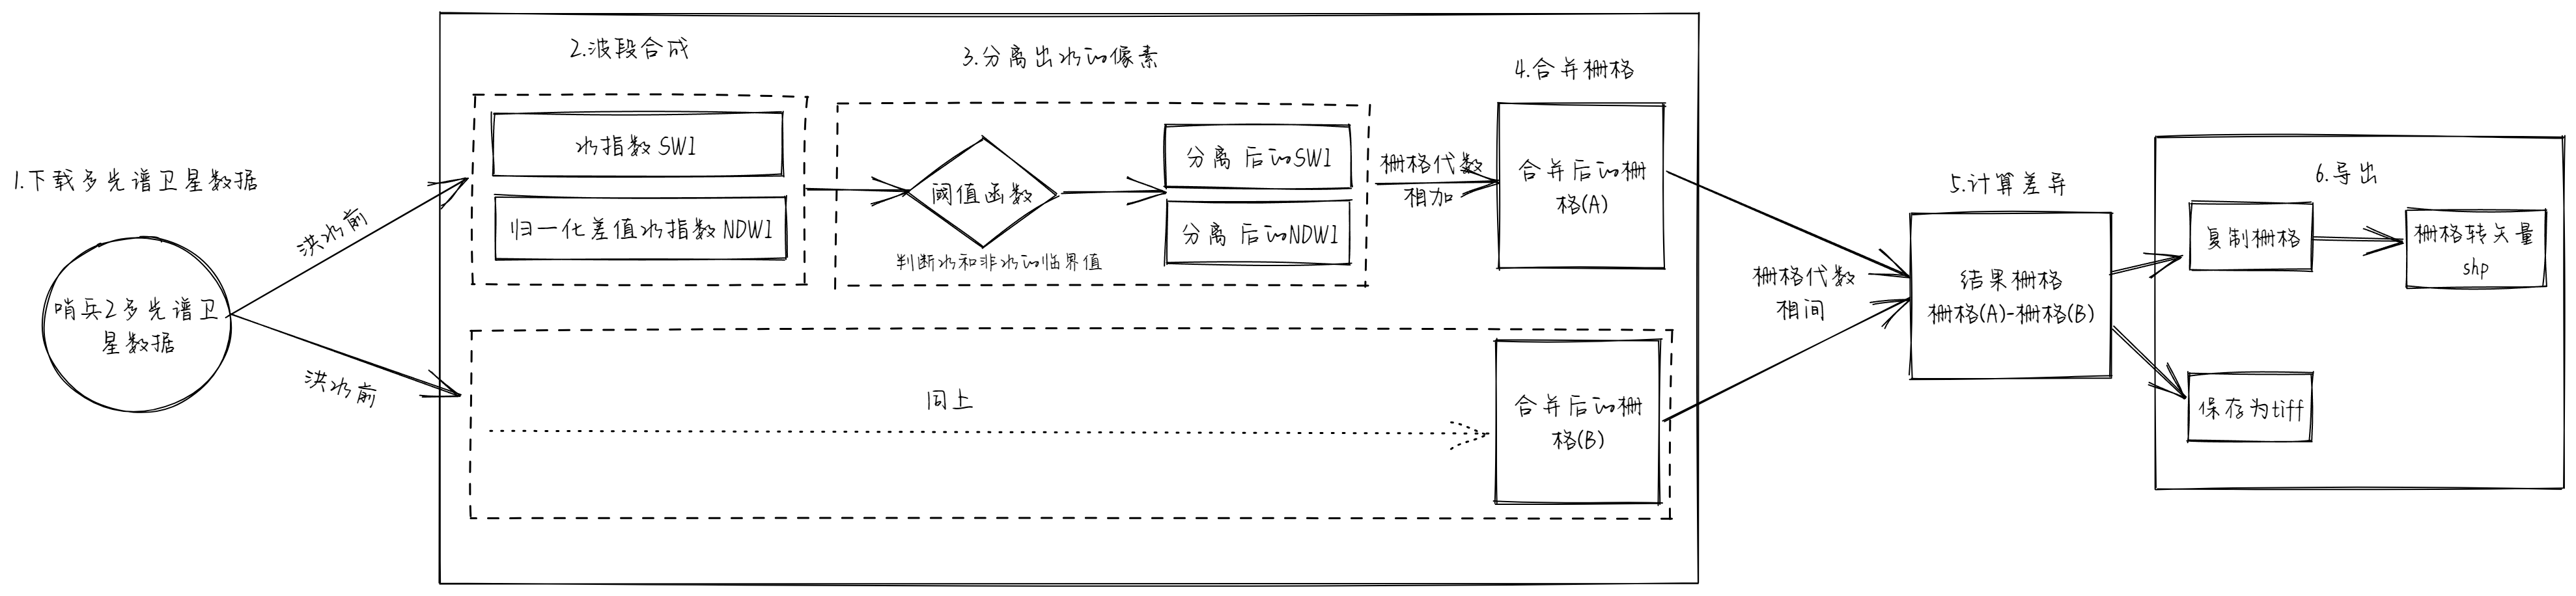 1.下载多光谱卫星数据
哨兵2多光谱卫
星数据
洪水前
洪水前
2.波段合成
水指数 SWI
归一化差值水指数 NDWI
3.分离出水的像素
阈值函数
判断水和非水的临界值
分离 后的SWI
分离 后的NDWI
栅格代数
相加
4.合并栅格
合并后的栅
格(A)
同上
合并后的栅
格(B)
栅格代数
相间
5.计算差异
结果栅格
栅格(A)-栅格(B)
6.导出
复制栅格
栅格转矢量
shp
保存为tiff